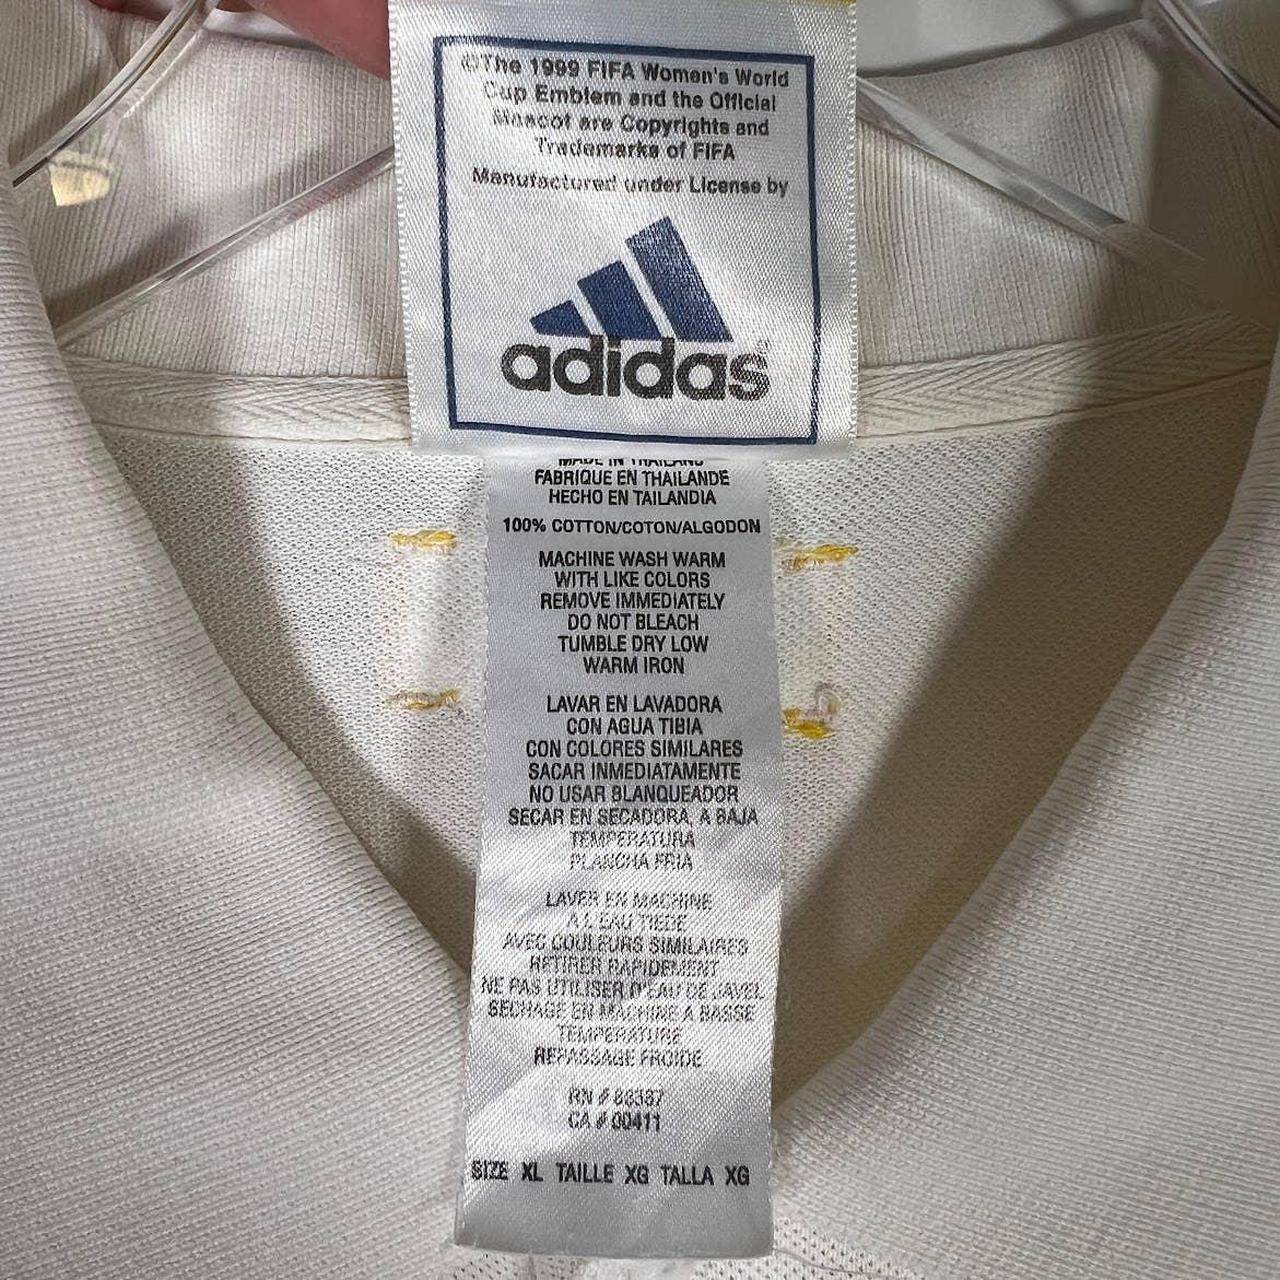 ©The 1999 FIFA Women's World
Cup Emblem and the Official
Mascot are Copyrights and
Trademarks of FIFA
Manufactured under License by
adidas
MADE IN THAILAND
FABRIQUE EN THAILANDE
HECHO EN TAILANDIA
100% COTTON/COTON/ALGODON
MACHINE WASH WARM
WITH LIKE COLORS
REMOVE IMMEDIATELY
DO NOT BLEACH
TUMBLE DRY LOW
WARM IRON
LAVAR EN LAVADORA
CON AGUA TIBIA
CON COLORES SIMILARES
SACAR INMEDIATAMENTE
NO USAR BLANQUEADOR
SECAR EN SECADORA, A BAJA
TEMPERATURA
PLANCHA FRIA
LAVER EN MACHINE
A L EAU TIEDE
AVEC COULEURS SIMILAIRES
RETIRER RAPIDEMENT
NE PAS UTILISER D'EAU DE JAVEL
SECHAGE EN MACHINE A BASSE
TEMPERATURE
REPASSAGE FROIDE
RN # 88387
CA # 00411
SIZE XL TAILLE XG TALLA XG